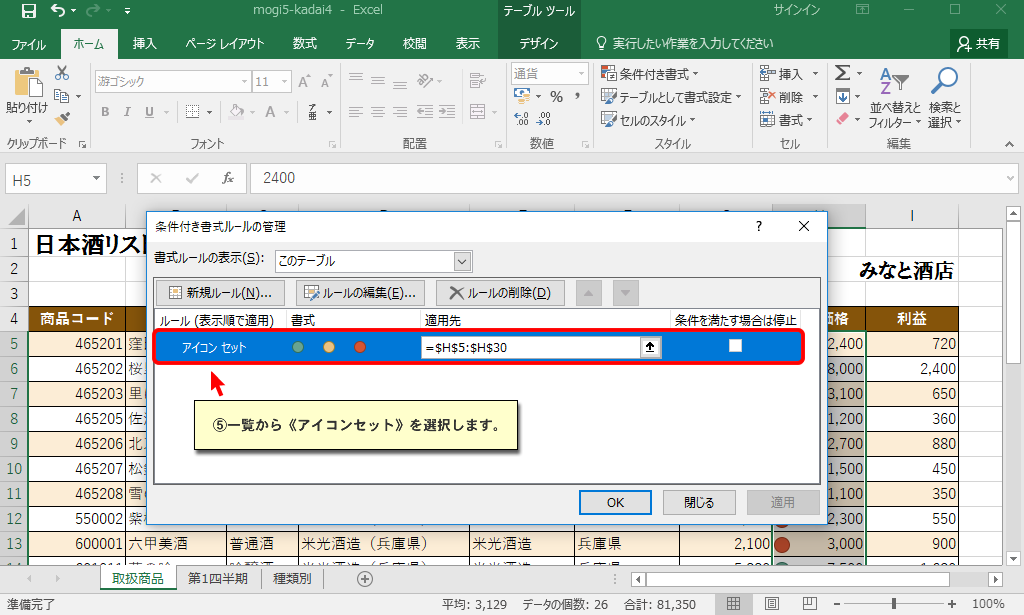 mogi5-kadai4 - Excel
テーブル ツール
サインイン
ファイル
ホーム
挿入
ページ レイアウト
数式
データ
校閲
表示
デザイン
実行したい作業を入力してください
共有
貼り付け
クリップボード
游ゴシック
11
B I U
フォント
配置
通貨
%
数値
条件付き書式
テーブルとして書式設定
セルのスタイル
スタイル
挿入
削除
書式
セル
並べ替えと
フィルター
検索と
選択
編集
H5
fx
2400
A
I
条件付き書式ルールの管理
書式ルールの表示(S):
このテーブル
新規ルール(N)...
ルールの編集(E)...
ルールの削除(D)
ルール (表示順で適用)
書式
適用先
条件を満たす場合は停止
アイコン セット
=$H$5:$H$30
⑤一覧から《アイコンセット》を選択します。
OK
閉じる
適用
1 日本酒リスト
2 みなと酒店
3
4 商品コード 価格 利益
5 465201 2,400 720
6 465202 桜 8,000 2,400
7 465203 里 3,100 650
8 465205 佐 1,200 360
9 465206 北 2,700 880
10 465207 松 1,500 450
11 465208 雪 1,100 350
12 550002 紫 2,300 550
13 600001 六甲美酒 普通酒 米光酒造（兵庫県） 米光酒造 兵庫県 2,100 3,000 900
取扱商品
第1四半期
種類別
準備完了
平均: 3,129
データの個数: 26
合計: 81,350
100%